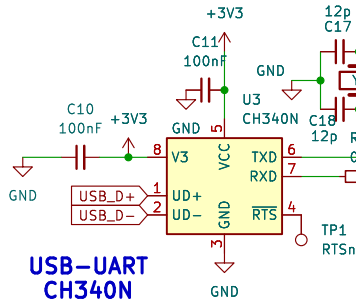 12p
C17
+3V3
C11
100nF
GND
Y
U3
CH340N
C18
12p
C10
100nF
+3V3
GND
5
R
0
8
V3
VCC
TXD
6
RXD
7
GND
USB_D+
1
UD+
USB_D-
2
UD-
GND
RTS
4
3
TP1
RTSn
USB-UART
CH340N
GND